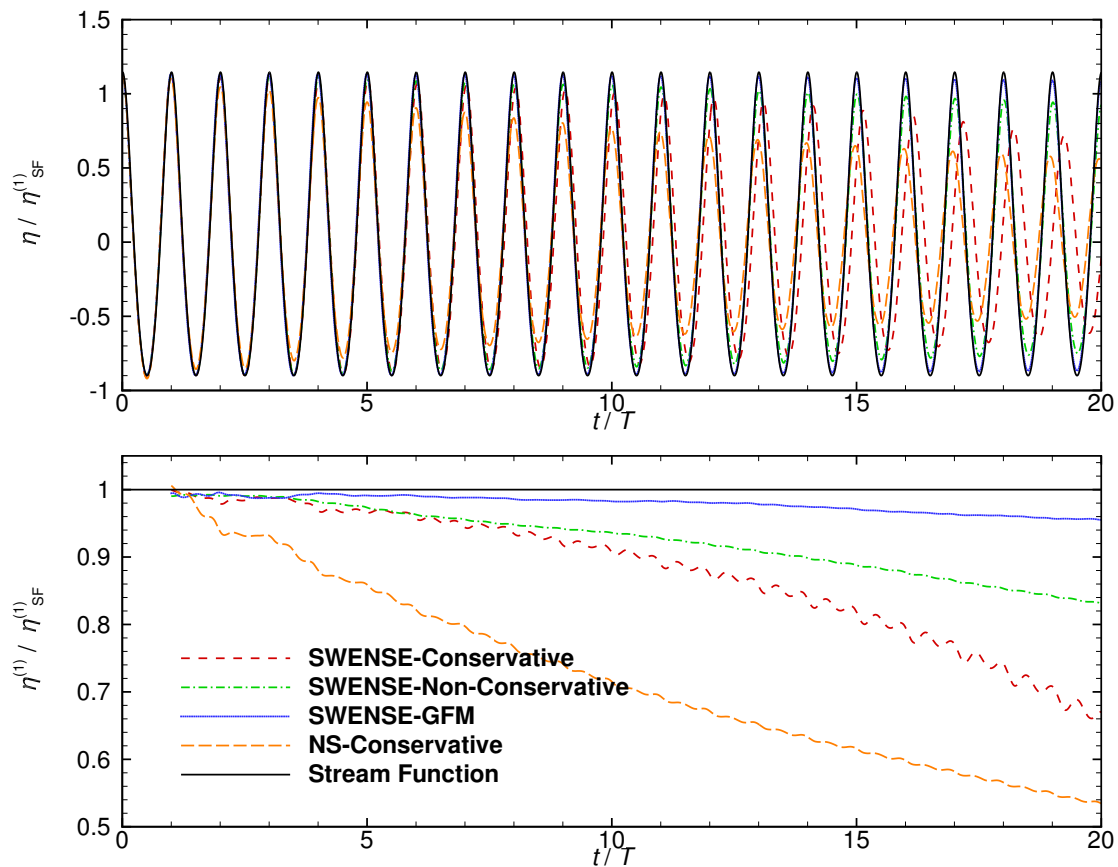 1.5
1
0.5
0
-0.5
-1
η / η(1)SF
0 5 10 15 20
t / T
1
0.9
0.8
0.7
0.6
0.5
η(1) / η(1)SF
SWENSE-Conservative
SWENSE-Non-Conservative
SWENSE-GFM
NS-Conservative
Stream Function
0 5 10 15 20
t / T